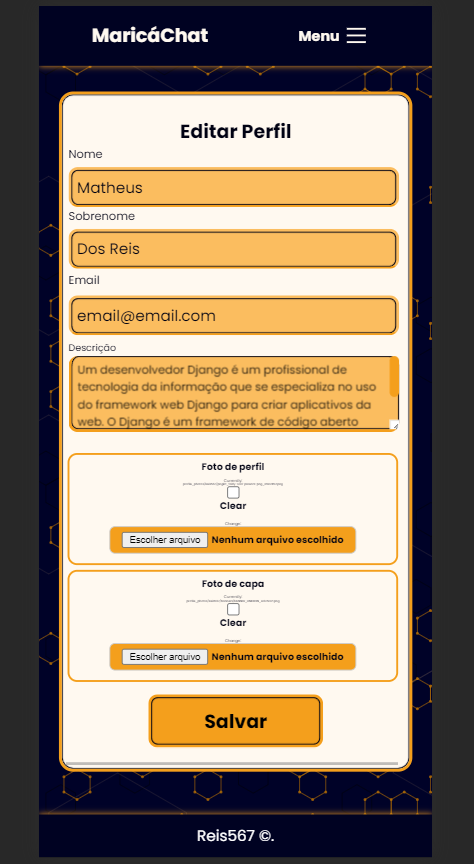 MaricáChat
Menu
Editar Perfil
Nome
Matheus
Sobrenome
Dos Reis
Email
email@email.com
Descrição
Um desenvolvedor Django é um profissional de
tecnologia da informação que se especializa no uso
do framework web Django para criar aplicativos da
web. O Django é um framework de código aberto
Foto de perfil
Currently:
Clear
Change:
Escolher arquivo Nenhum arquivo escolhido
Foto de capa
Currently:
Clear
Change:
Escolher arquivo Nenhum arquivo escolhido
Salvar
Reis567 ©.